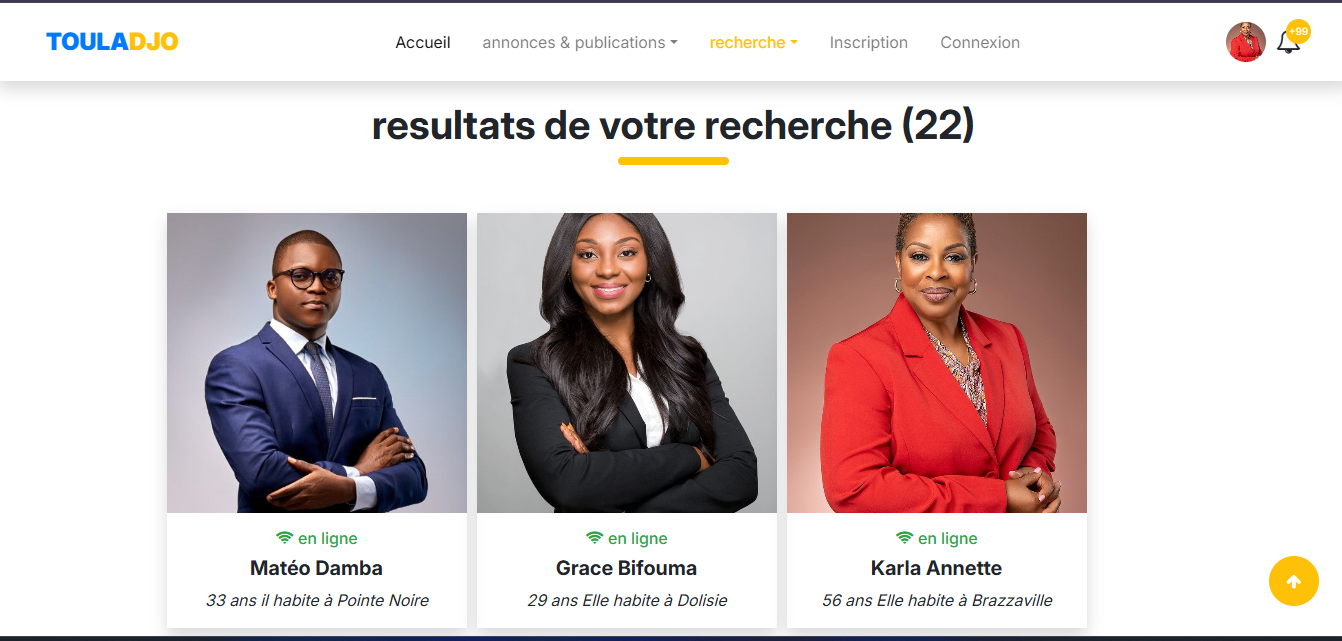 TOULADJO Accueil annonces & publications recherche Inscription Connexion +99
resultats de votre recherche (22)
en ligne en ligne en ligne
Matéo Damba Grace Bifouma Karla Annette
33 ans il habite à Pointe Noire 29 ans Elle habite à Dolisie 56 ans Elle habite à Brazzaville